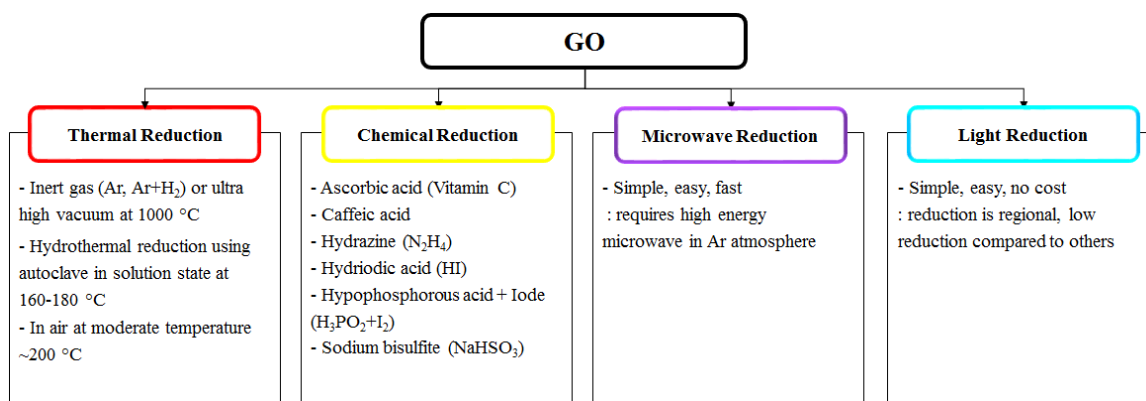 GO
Thermal Reduction
- Inert gas (Ar, Ar+H₂) or ultra
high vacuum at 1000 °C
- Hydrothermal reduction using
autoclave in solution state at
160-180 °C
- In air at moderate temperature
~200 °C
Chemical Reduction
- Ascorbic acid (Vitamin C)
- Caffeic acid
- Hydrazine (N₂H₄)
- Hydriodic acid (HI)
- Hypophosphorous acid + Iode
(H₃PO₂+I₂)
- Sodium bisulfite (NaHSO₃)
Microwave Reduction
- Simple, easy, fast
: requires high energy
microwave in Ar atmosphere
Light Reduction
- Simple, easy, no cost
: reduction is regional, low
reduction compared to others